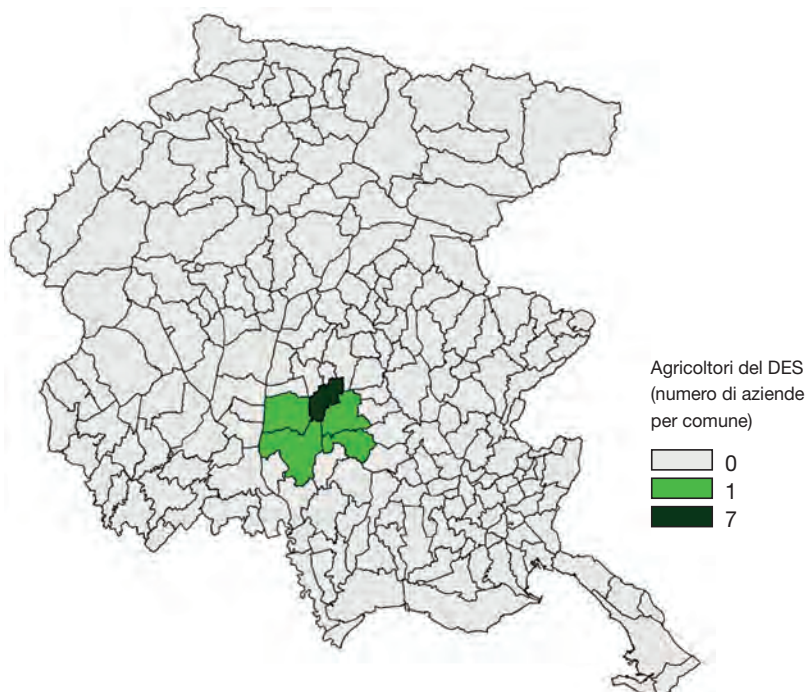 Agricoltori del DES
(numero di aziende
per comune)
0
1
7